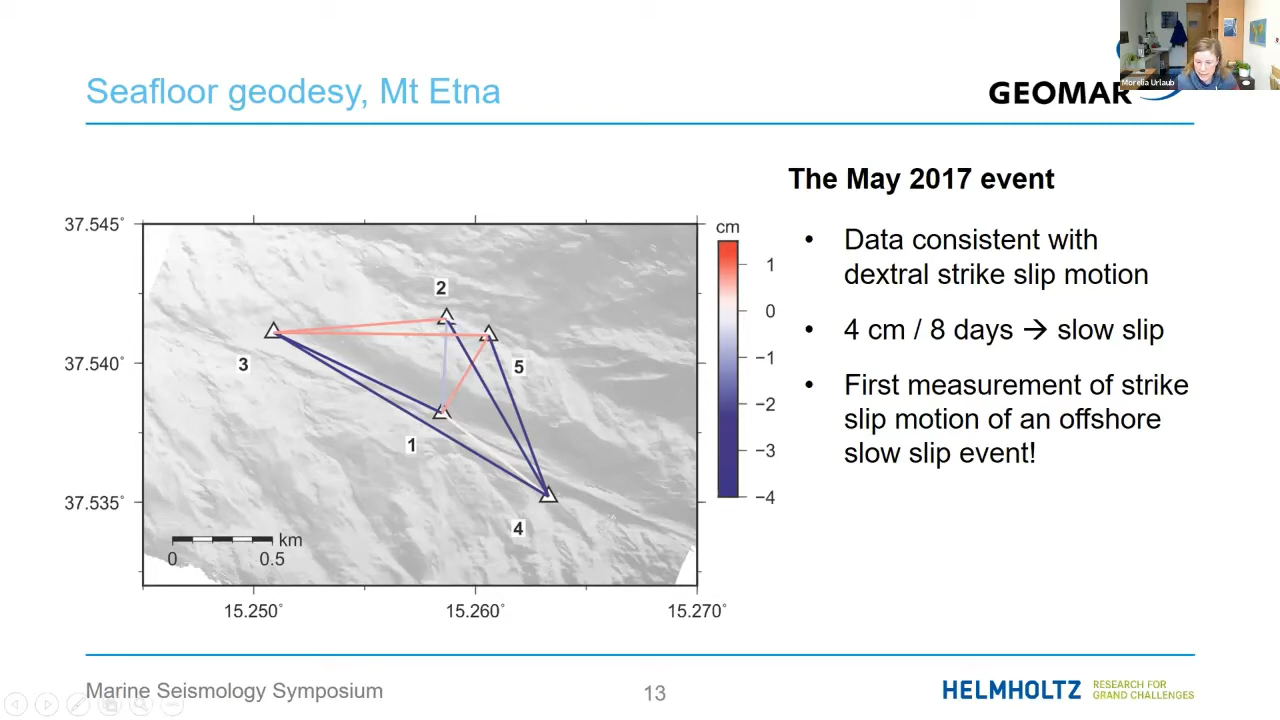 Seafloor geodesy, Mt Etna
GEOMAR
Morelia Urlaub
The May 2017 event
• Data consistent with
dextral strike slip motion
• 4 cm / 8 days → slow slip
• First measurement of strike
slip motion of an offshore
slow slip event!
37.545°
37.540°
37.535°
15.250°
15.260°
15.270°
2
3
5
1
4
km
0 0.5
cm
1
0
−1
−2
−3
−4
Marine Seismology Symposium
13
HELMHOLTZ
RESEARCH FOR
GRAND CHALLENGES